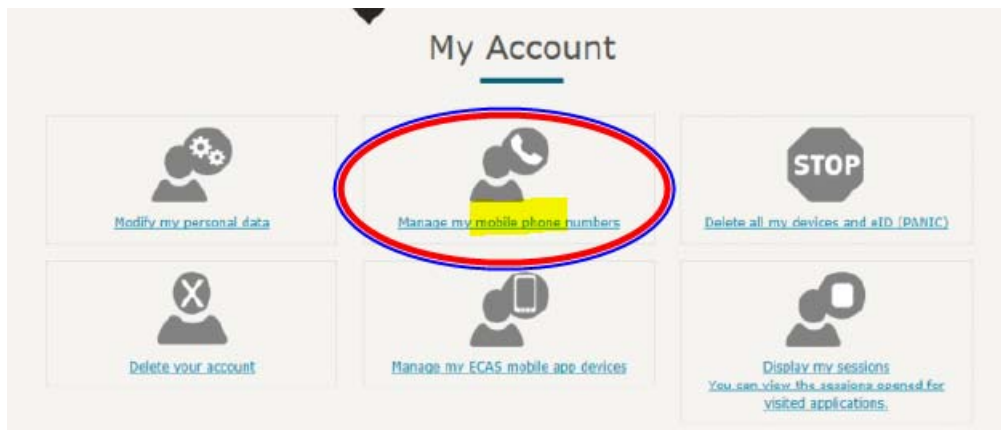 My Account
Modify my personal data
Manage my mobile phone numbers
STOP
Delete all my devices and eID (PANIC)
X
Delete your account
Manage my ECAS mobile app devices
Display my sessions
You can view the sessions opened for
visited applications.